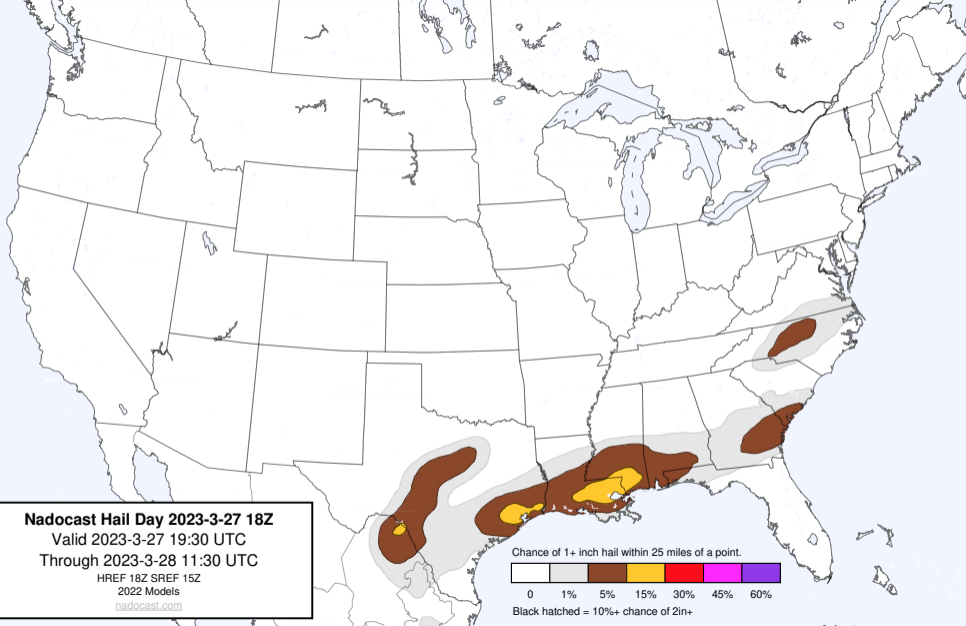 Nadocast Hail Day 2023-3-27 18Z
Valid 2023-3-27 19:30 UTC
Through 2023-3-28 11:30 UTC
HREF 18Z SREF 15Z
2022 Models
nadocast.com
Chance of 1+ inch hail within 25 miles of a point.
0 1% 5% 15% 30% 45% 60%
Black hatched = 10%+ chance of 2in+